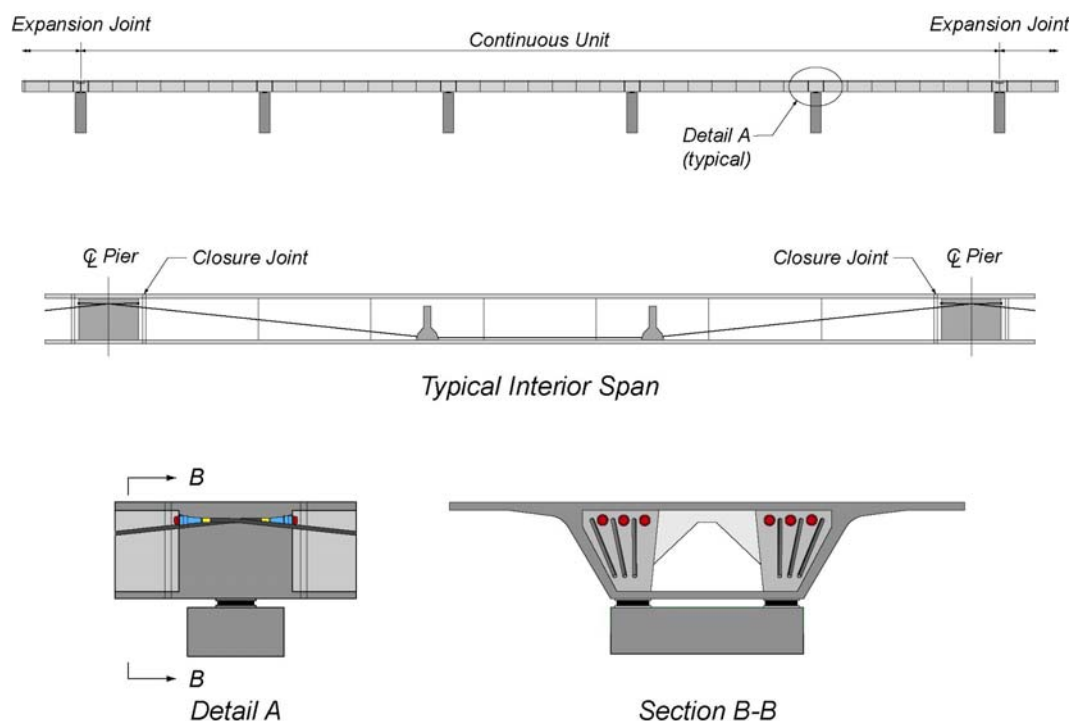 Expansion Joint
Expansion Joint
Continuous Unit
Detail A
(typical)
℄ Pier
Closure Joint
Closure Joint
℄ Pier
Typical Interior Span
B
B
Detail A
Section B-B